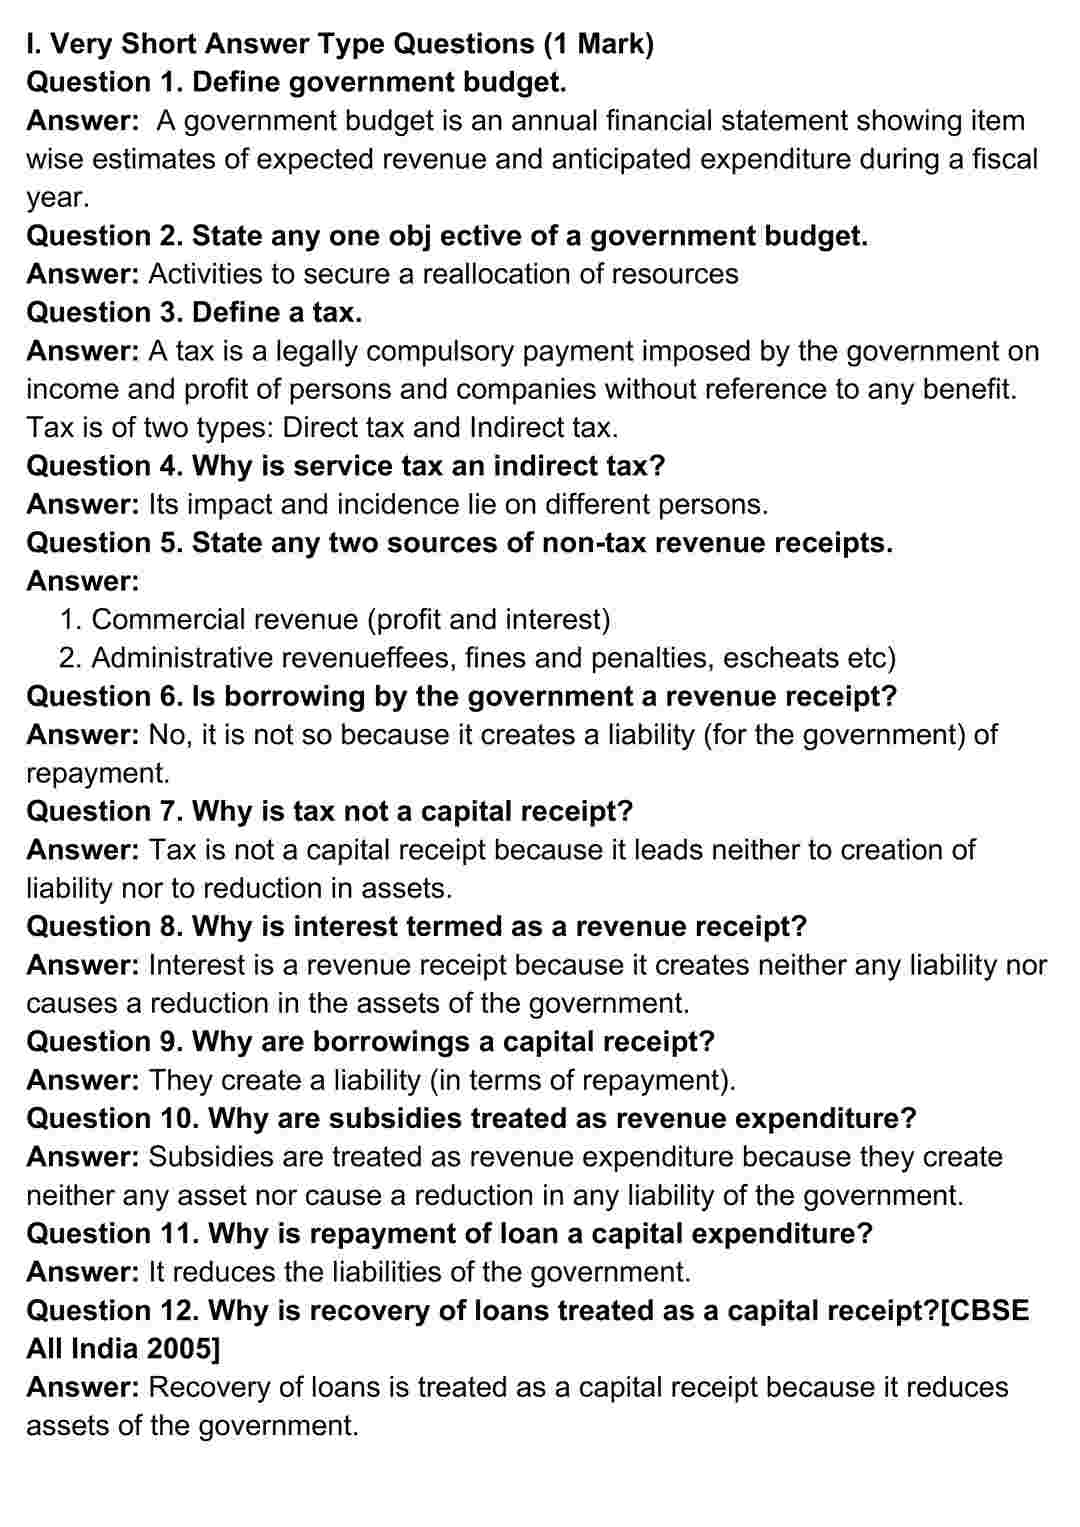 I. Very Short Answer Type Questions (1 Mark)
Question 1. Define government budget.
Answer:  A government budget is an annual financial statement showing item
wise estimates of expected revenue and anticipated expenditure during a fiscal
year.
Question 2. State any one obj ective of a government budget.
Answer: Activities to secure a reallocation of resources
Question 3. Define a tax.
Answer: A tax is a legally compulsory payment imposed by the government on
income and profit of persons and companies without reference to any benefit.
Tax is of two types: Direct tax and Indirect tax.
Question 4. Why is service tax an indirect tax?
Answer: Its impact and incidence lie on different persons.
Question 5. State any two sources of non-tax revenue receipts.
Answer:
1. Commercial revenue (profit and interest)
2. Administrative revenueffees, fines and penalties, escheats etc)
Question 6. Is borrowing by the government a revenue receipt?
Answer: No, it is not so because it creates a liability (for the government) of
repayment.
Question 7. Why is tax not a capital receipt?
Answer: Tax is not a capital receipt because it leads neither to creation of
liability nor to reduction in assets.
Question 8. Why is interest termed as a revenue receipt?
Answer: Interest is a revenue receipt because it creates neither any liability nor
causes a reduction in the assets of the government.
Question 9. Why are borrowings a capital receipt?
Answer: They create a liability (in terms of repayment).
Question 10. Why are subsidies treated as revenue expenditure?
Answer: Subsidies are treated as revenue expenditure because they create
neither any asset nor cause a reduction in any liability of the government.
Question 11. Why is repayment of loan a capital expenditure?
Answer: It reduces the liabilities of the government.
Question 12. Why is recovery of loans treated as a capital receipt?[CBSE
All India 2005]
Answer: Recovery of loans is treated as a capital receipt because it reduces
assets of the government.